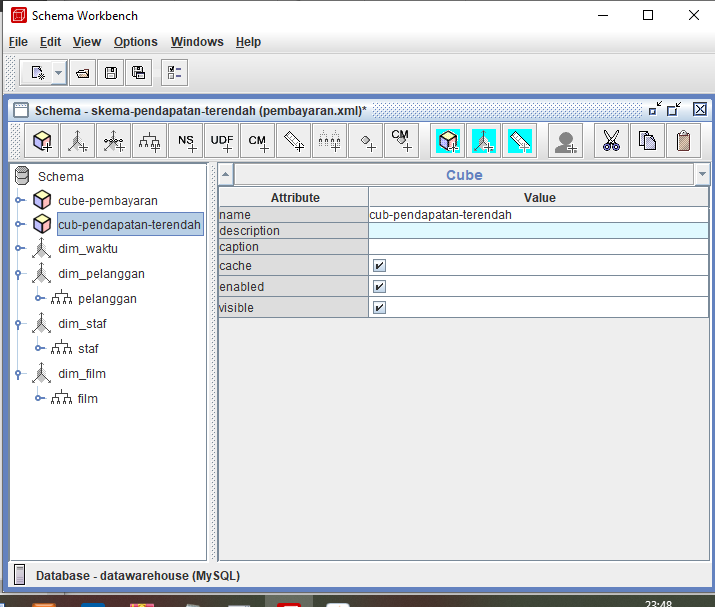 Schema Workbench
File Edit View Options Windows Help
Schema - skema-pendapatan-terendah (pembayaran.xml)*
NS UDF CM CM
Schema
cube-pembayaran
cub-pendapatan-terendah
dim_waktu
dim_pelanggan
pelanggan
dim_staf
staf
dim_film
film
Cube
Attribute Value
name cub-pendapatan-terendah
description
caption
cache
enabled
visible
Database - datawarehouse (MySQL)
23:48